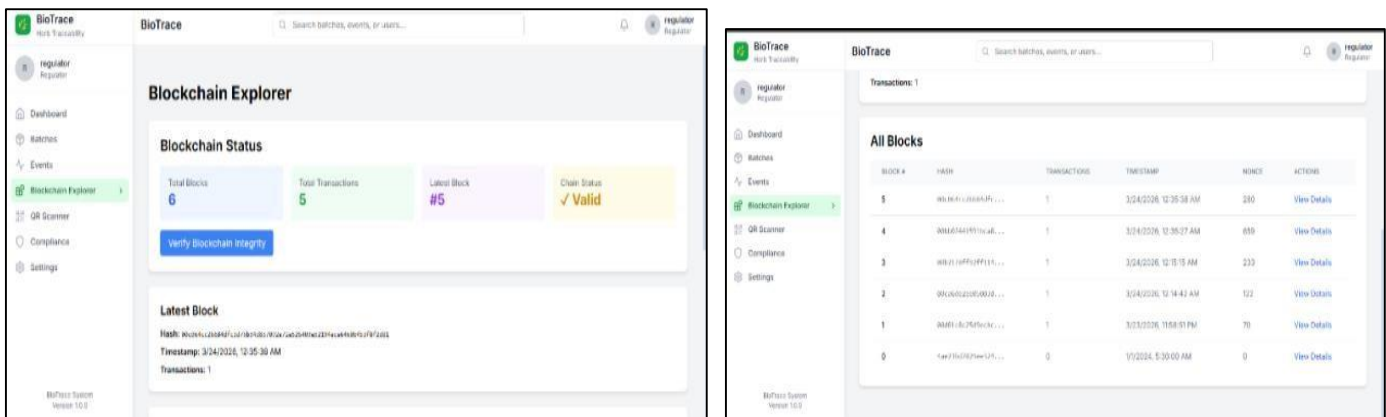 BioTrace
Herb Traceability
BioTrace
Search batches, events, or users...
regulator
Regulator
regulator
Regulator
Dashboard
Batches
Events
Blockchain Explorer
QR Scanner
Compliance
Settings
BioTrace System
Version 1.0.0
Blockchain Explorer
Blockchain Status
Total Blocks
6
Total Transactions
5
Latest Block
#5
Chain Status
✓ Valid
Verify Blockchain Integrity
Latest Block
Hash:
Timestamp: 3/24/2026, 12:35:38 AM
Transactions: 1
BioTrace
Herb Traceability
BioTrace
Search batches, events, or users...
regulator
Regulator
regulator
Regulator
Dashboard
Batches
Events
Blockchain Explorer
QR Scanner
Compliance
Settings
BioTrace System
Version 1.0.0
Transactions: 1
All Blocks
BLOCK # HASH TRANSACTIONS TIMESTAMP NONCE ACTIONS
5 1 3/24/2026, 12:35:38 AM View Details
4 1 View Details
3 1 3/24/2026, 12:15:15 AM View Details
2 1 3/24/2026, 12:14:42 AM 122 View Details
1 1 3/23/2026, 11:58:51 PM 70 View Details
0 0 1/1/2024, 5:30:00 AM 0 View Details